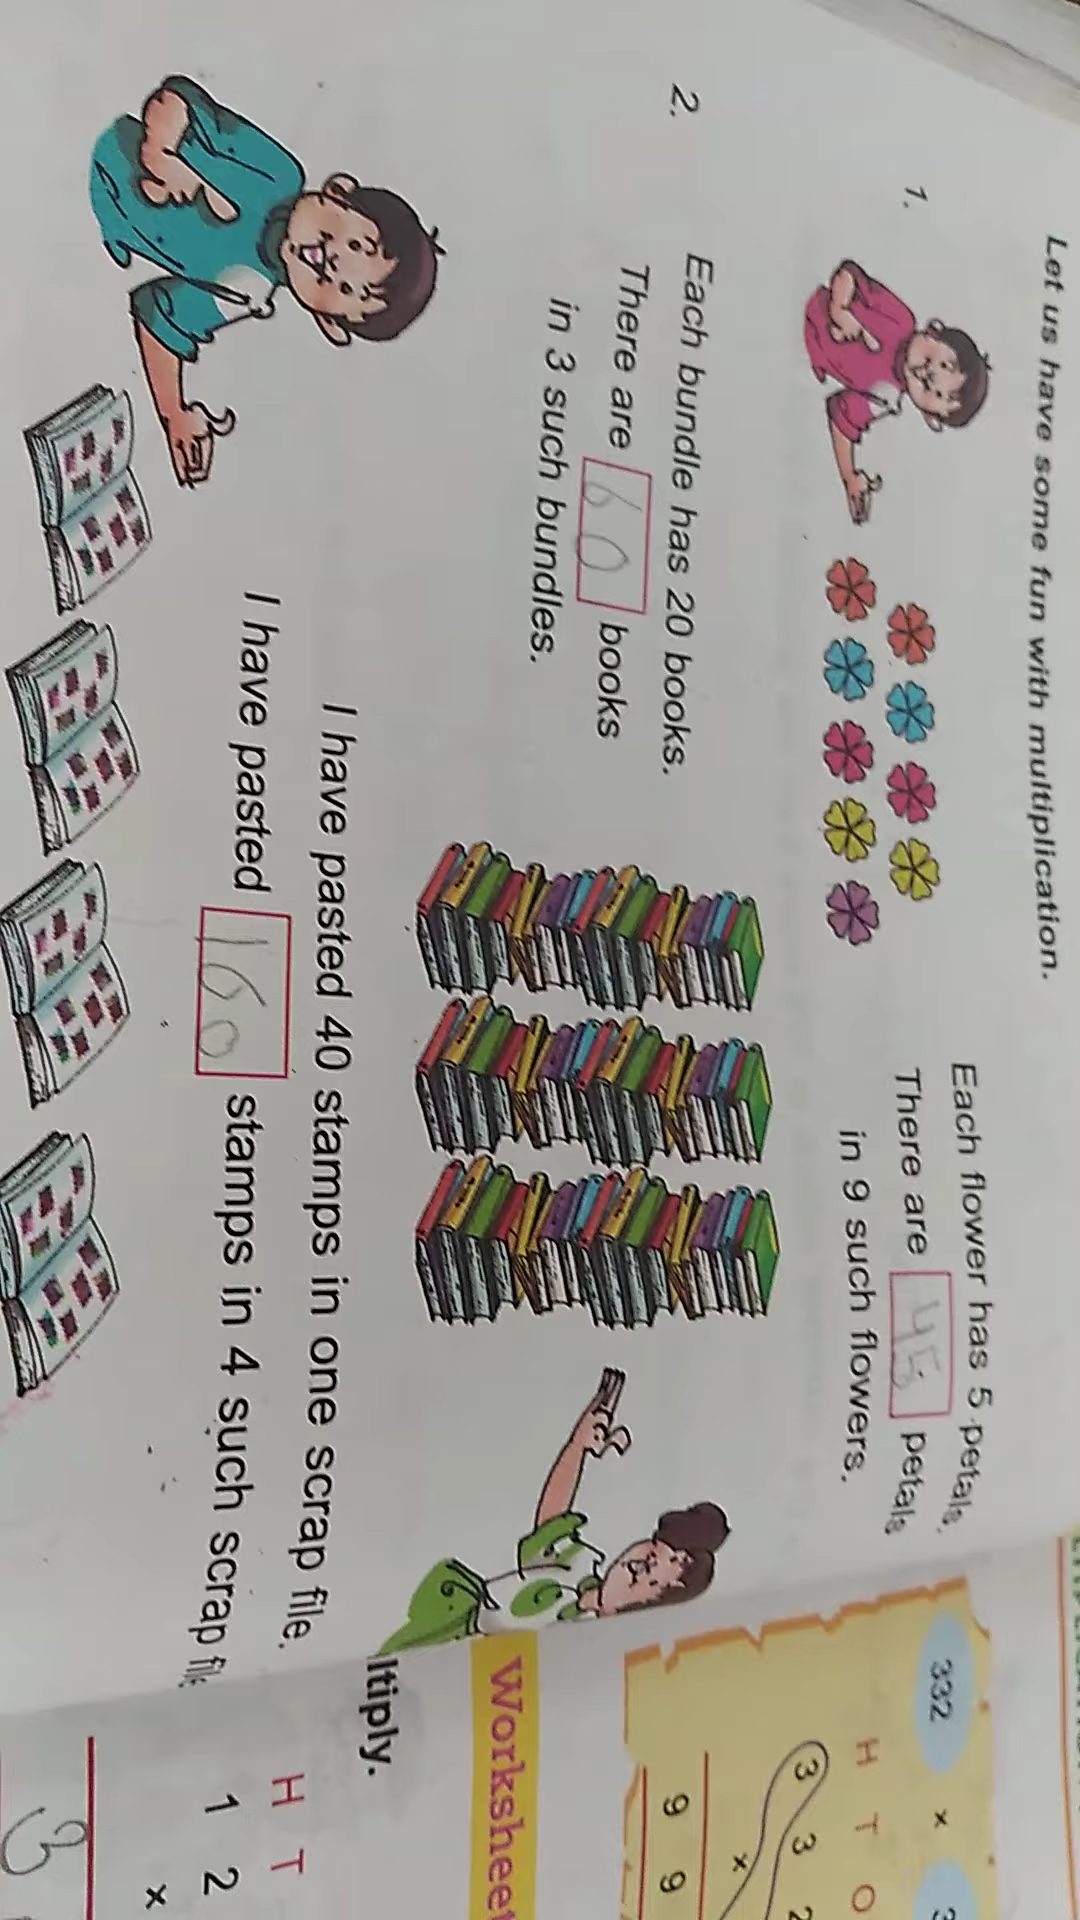 Let us have some fun with multiplication.
1.
Each flower has 5 petals.
There are 45 petals
in 9 such flowers.
2.
Each bundle has 20 books.
There are 60 books
in 3 such bundles.
I have pasted 40 stamps in one scrap file.
I have pasted 160 stamps in 4 such scrap
332 x 3
H T O
3 3 2
x
9 9
Worksheet
ltiply.
H T
1 2
x
3